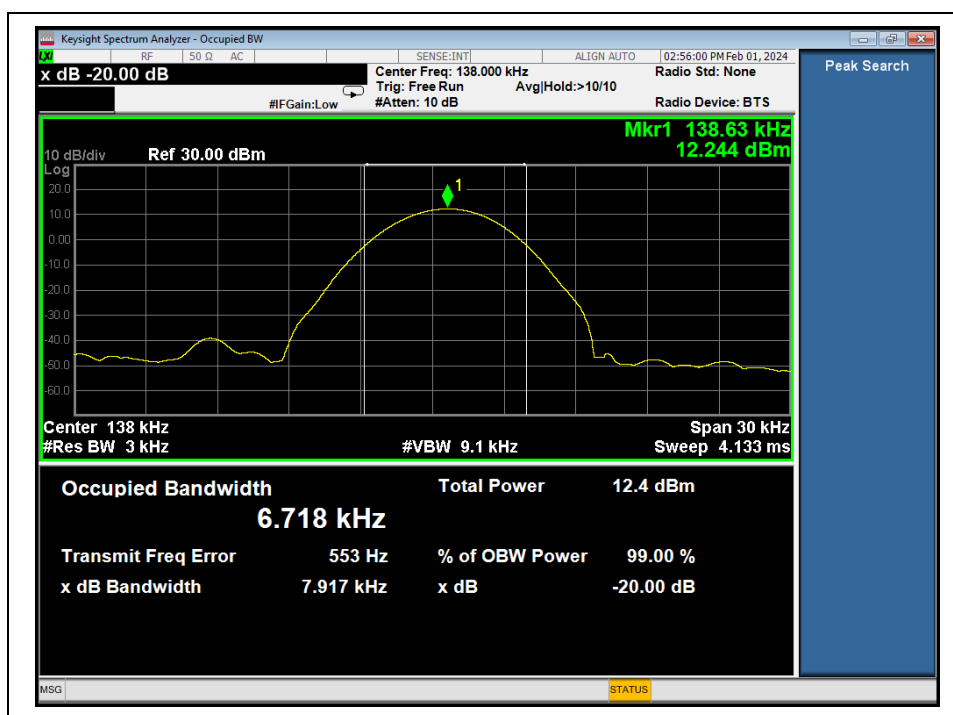 Keysight Spectrum Analyzer - Occupied BW
LXI RF 50 Ω AC SENSE:INT ALIGN AUTO 02:56:00 PM Feb 01, 2024
x dB -20.00 dB Center Freq: 138.000 kHz Radio Std: None
Trig: Free Run Avg|Hold:>10/10
#IFGain:Low #Atten: 10 dB Radio Device: BTS
Peak Search
Mkr1 138.63 kHz
10 dB/div Ref 30.00 dBm 12.244 dBm
Log
20.0
1
10.0
0.00
-10.0
-20.0
-30.0
-40.0
-50.0
-60.0
Center 138 kHz Span 30 kHz
#Res BW 3 kHz #VBW 9.1 kHz Sweep 4.133 ms
Occupied Bandwidth Total Power 12.4 dBm
6.718 kHz
Transmit Freq Error 553 Hz % of OBW Power 99.00 %
x dB Bandwidth 7.917 kHz x dB -20.00 dB
MSG STATUS